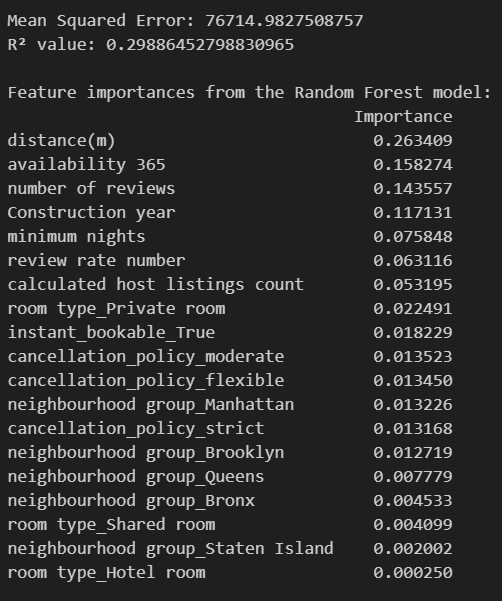 Mean Squared Error: 76714.9827508757
R² value: 0.29886452798830965
Feature importances from the Random Forest model:
Importance
distance(m) 0.263409
availability 365 0.158274
number of reviews 0.143557
Construction year 0.117131
minimum nights 0.075848
review rate number 0.063116
calculated host listings count 0.053195
room type_Private room 0.022491
instant_bookable_True 0.018229
cancellation_policy_moderate 0.013523
cancellation_policy_flexible 0.013450
neighbourhood group_Manhattan 0.013226
cancellation_policy_strict 0.013168
neighbourhood group_Brooklyn 0.012719
neighbourhood group_Queens 0.007779
neighbourhood group_Bronx 0.004533
room type_Shared room 0.004099
neighbourhood group_Staten Island 0.002002
room type_Hotel room 0.000250